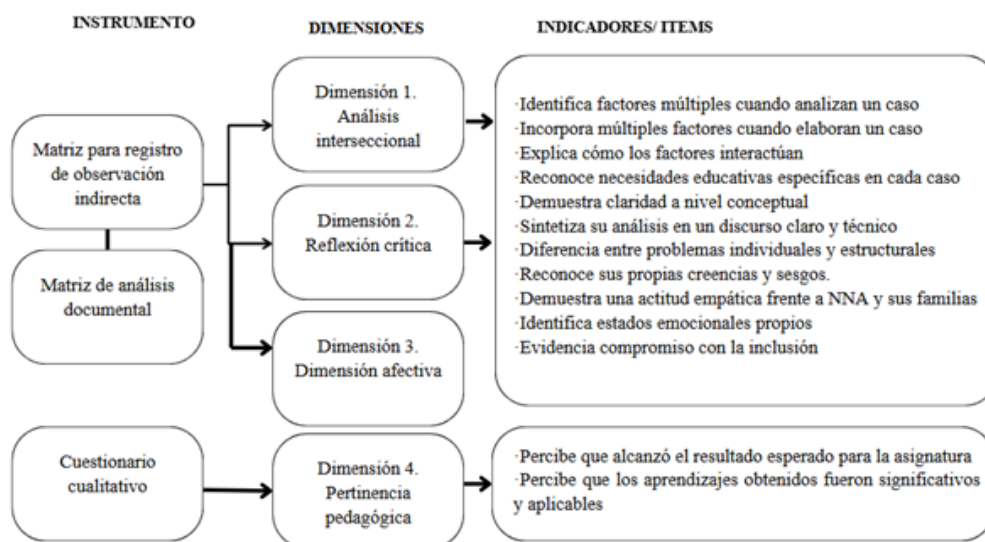 INSTRUMENTO
DIMENSIONES
INDICADORES/ ITEMS
Matriz para registro
de observación
indirecta
Matriz de análisis
documental
Dimensión 1.
Análisis
interseccional
Dimensión 2.
Reflexión crítica
Dimensión 3.
Dimensión afectiva
·Identifica factores múltiples cuando analizan un caso
·Incorpora múltiples factores cuando elaboran un caso
·Explica cómo los factores interactúan
·Reconoce necesidades educativas específicas en cada caso
·Demuestra claridad a nivel conceptual
·Sintetiza su análisis en un discurso claro y técnico
·Diferencia entre problemas individuales y estructurales
·Reconoce sus propias creencias y sesgos.
·Demuestra una actitud empática frente a NNA y sus familias
·Identifica estados emocionales propios
·Evidencia compromiso con la inclusión
Cuestionario
cualitativo
Dimensión 4.
Pertinencia
pedagógica
·Percibe que alcanzó el resultado esperado para la asignatura
·Percibe que los aprendizajes obtenidos fueron significativos
y aplicables